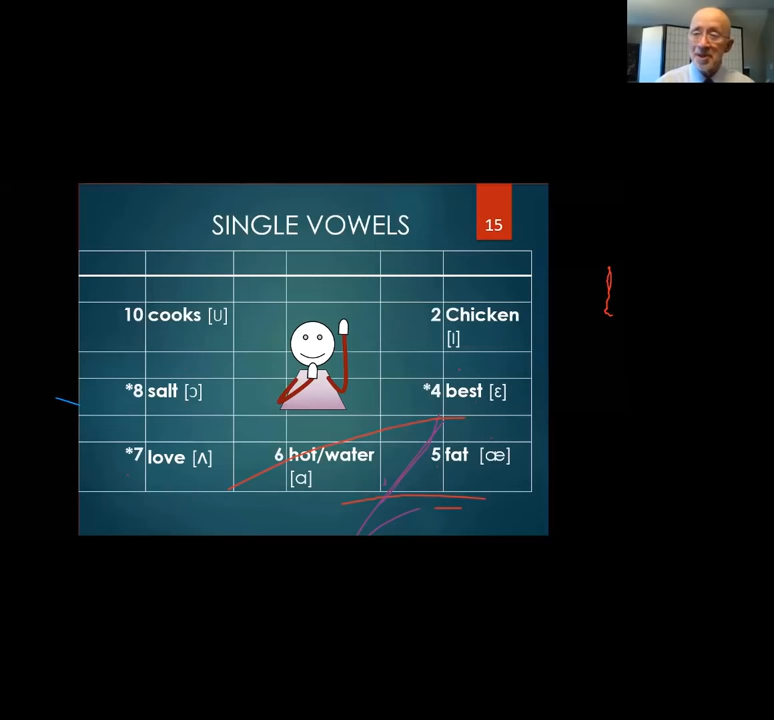 SINGLE VOWELS
15
10 cooks [ʊ]
2 Chicken
[ɪ]
*8 salt [ɔ]
*4 best [ɛ]
*7 love [ʌ]
6 hot/water
[ɑ]
5 fat [æ]